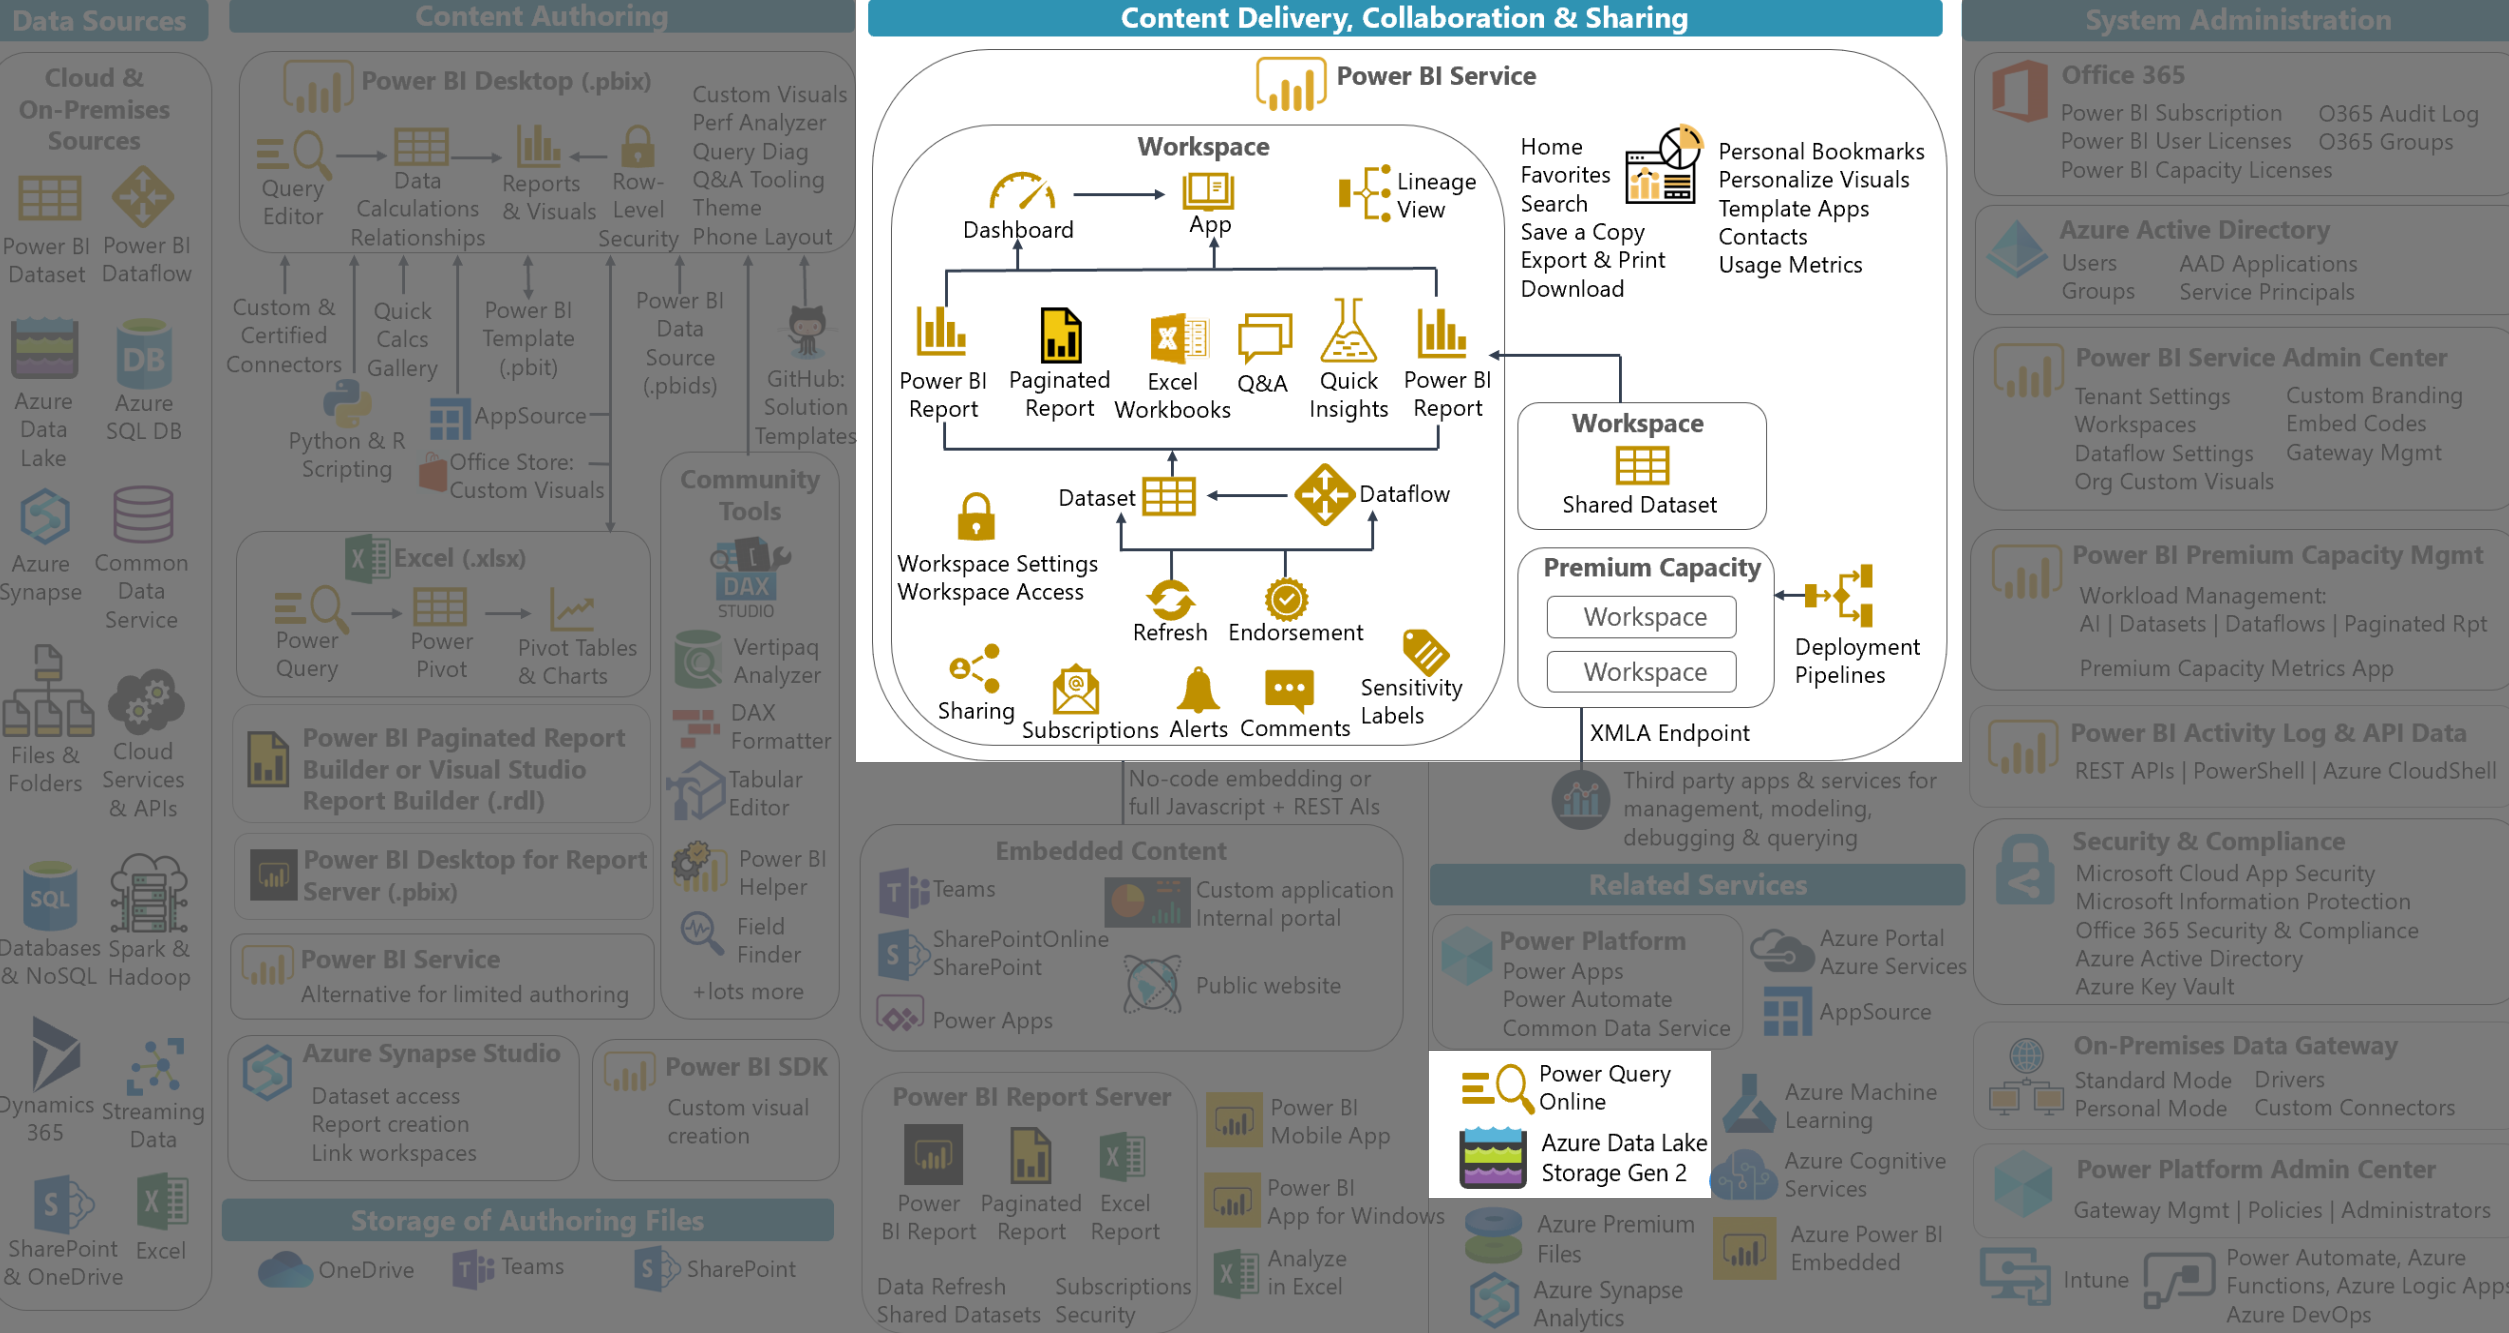 Data Sources
Cloud &
On-Premises
Sources
Power BI
Dataset
Power BI
Dataflow
Azure
Data
Lake
Azure
SQL DB
Azure
Synapse
Common
Data
Service
Files &
Folders
Cloud
Services
& APIs
Databases
& NoSQL
Spark &
Hadoop
Dynamics
365
Streaming
Data
SharePoint
& OneDrive
Excel
Content Authoring
Power BI Desktop (.pbix)
Query
Editor
Data
Calculations
Relationships
Reports
& Visuals
Row-
Level
Security
Custom Visuals
Perf Analyzer
Query Diag
Q&A Tooling
Theme
Phone Layout
Custom &
Certified
Connectors
Quick
Calcs
Gallery
Power BI
Template
(.pbit)
Power BI
Data
Source
(.pbids)
GitHub:
Solution
Templates
Python & R
Scripting
AppSource
Office Store:
Custom Visuals
Excel (.xlsx)
Power
Query
Power
Pivot
Pivot Tables
& Charts
Power BI Paginated Report
Builder or Visual Studio
Report Builder (.rdl)
Power BI Desktop for Report
Server (.pbix)
Power BI Service
Alternative for limited authoring
Azure Synapse Studio
Dataset access
Report creation
Link workspaces
Power BI SDK
Custom visual
creation
Community
Tools
DAX
STUDIO
Vertipaq
Analyzer
DAX
Formatter
Tabular
Editor
Power BI
Helper
Field
Finder
+lots more
Storage of Authoring Files
OneDrive
Teams
SharePoint
Content Delivery, Collaboration & Sharing
Power BI Service
Workspace
Dashboard
App
Lineage
View
Power BI
Report
Paginated
Report
Excel
Workbooks
Q&A
Quick
Insights
Power BI
Report
Dataset
Dataflow
Workspace Settings
Workspace Access
Refresh
Endorsement
Sharing
Subscriptions
Alerts
Comments
Sensitivity
Labels
Home
Favorites
Search
Save a Copy
Export & Print
Download
Personal Bookmarks
Personalize Visuals
Template Apps
Contacts
Usage Metrics
Workspace
Shared Dataset
Premium Capacity
Workspace
Workspace
Deployment
Pipelines
XMLA Endpoint
No-code embedding or
full Javascript + REST AIs
Third party apps & services for
management, modeling,
debugging & querying
Embedded Content
Teams
SharePointOnline
SharePoint
Power Apps
Custom application
Internal portal
Public website
Power BI Report Server
Power
BI Report
Paginated
Report
Excel
Report
Data Refresh
Shared Datasets
Subscriptions
Security
Power BI
Mobile App
Power BI
App for Windows
Analyze
in Excel
Related Services
Power Platform
Power Apps
Power Automate
Common Data Service
Azure Portal
Azure Services
AppSource
Power Query
Online
Azure Data Lake
Storage Gen 2
Azure Machine
Learning
Azure Cognitive
Services
Azure Premium
Files
Azure Power BI
Embedded
Azure Synapse
Analytics
System Administration
Office 365
Power BI Subscription
Power BI User Licenses
Power BI Capacity Licenses
O365 Audit Log
O365 Groups
Azure Active Directory
Users
Groups
AAD Applications
Service Principals
Power BI Service Admin Center
Tenant Settings
Workspaces
Dataflow Settings
Org Custom Visuals
Custom Branding
Embed Codes
Gateway Mgmt
Power BI Premium Capacity Mgmt
Workload Management:
AI | Datasets | Dataflows | Paginated Rpt
Premium Capacity Metrics App
Power BI Activity Log & API Data
REST APIs | PowerShell | Azure CloudShell
Security & Compliance
Microsoft Cloud App Security
Microsoft Information Protection
Office 365 Security & Compliance
Azure Active Directory
Azure Key Vault
On-Premises Data Gateway
Standard Mode
Personal Mode
Drivers
Custom Connectors
Power Platform Admin Center
Gateway Mgmt | Policies | Administrators
Intune
Power Automate, Azure
Functions, Azure Logic Apps
Azure DevOps